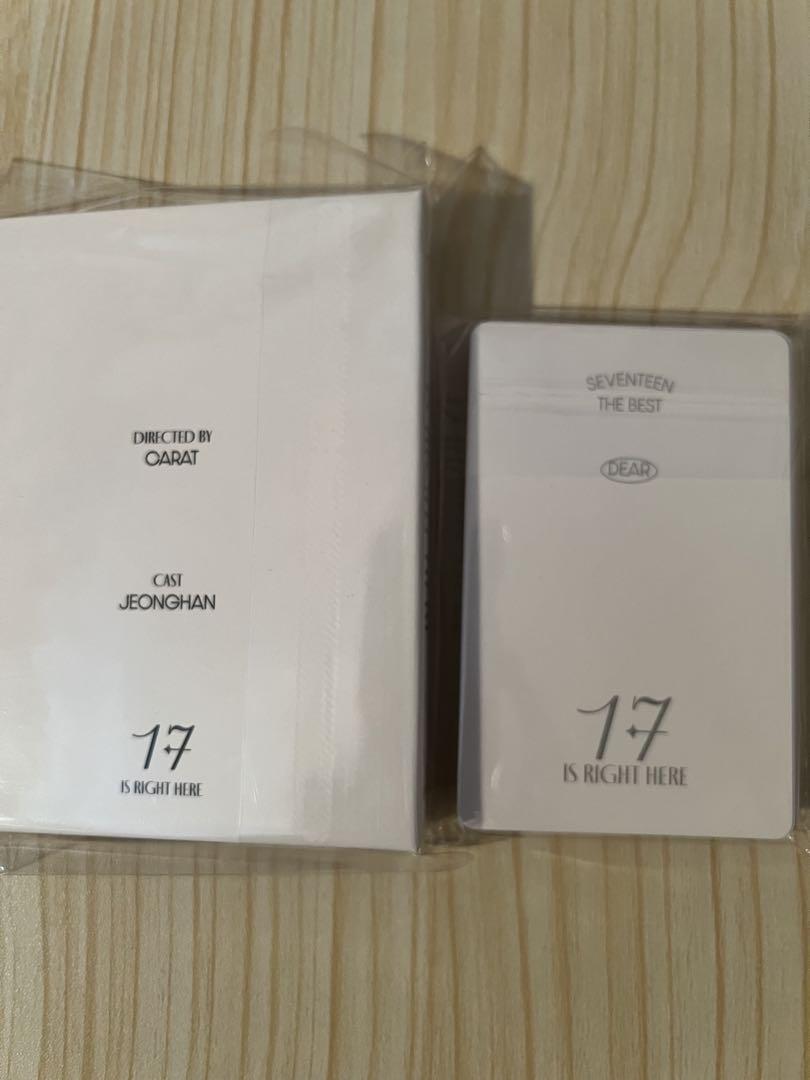 DIRECTED BY
CARAT
CAST
JEONGHAN
17
IS RIGHT HERE
SEVENTEEN
THE BEST
DEAR
17
IS RIGHT HERE